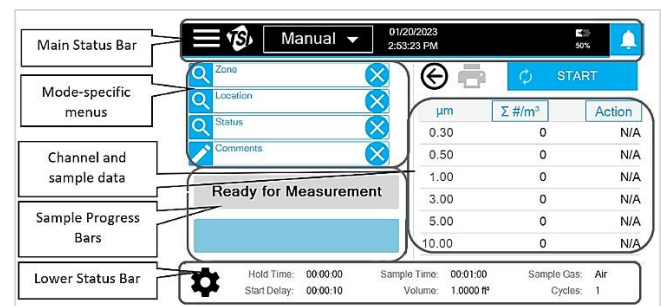 Main Status Bar
Mode-specific
menus
Channel and
sample data
Sample Progress
Bars
Lower Status Bar
TSI
Manual
01/20/2023
2:53:23 PM
50%
Zone
Location
Status
Comments
Ready for Measurement
START
µm Σ #/m³ Action
0.30 0 N/A
0.50 0 N/A
1.00 0 N/A
3.00 0 N/A
5.00 0 N/A
10.00 0 N/A
Hold Time: 00:00:00 Sample Time: 00:01:00 Sample Gas: Air
Start Delay: 00:00:10 Volume: 1.0000 ft³ Cycles: 1